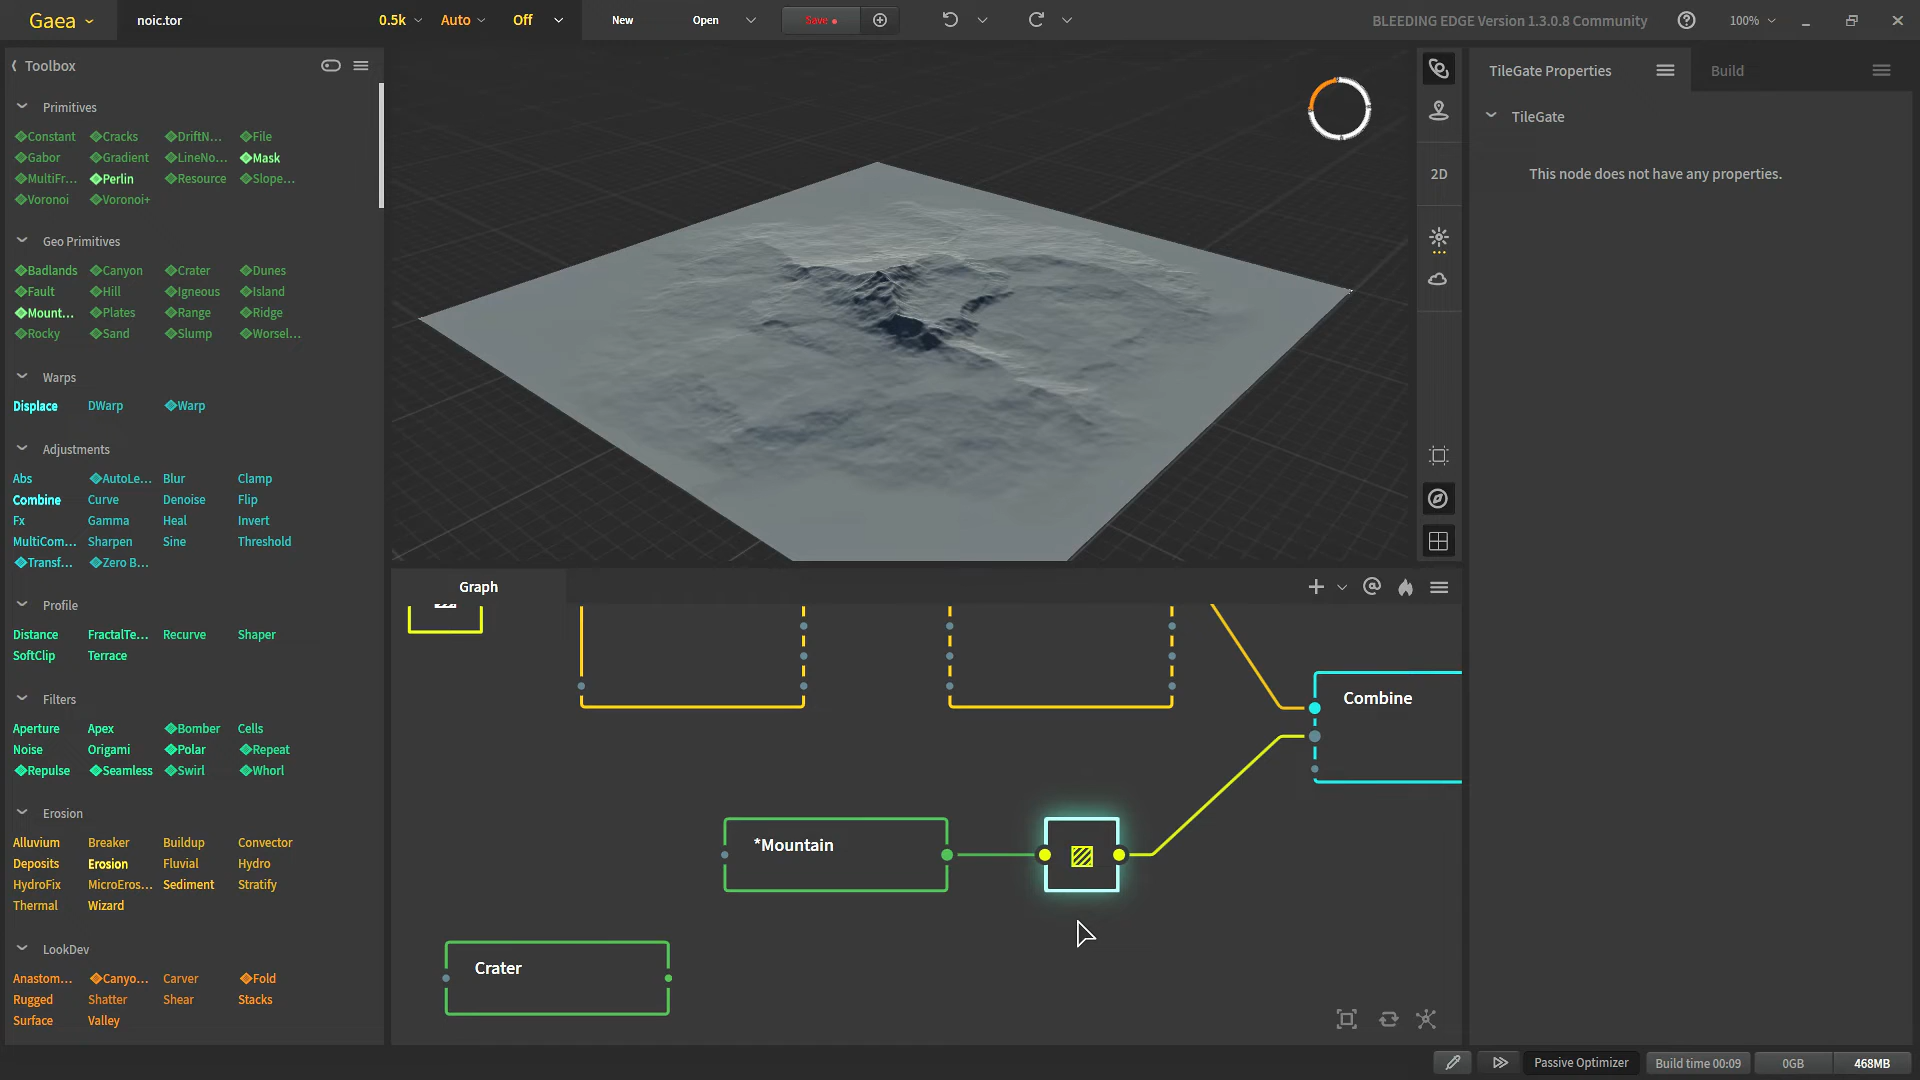 Gaea
noic.tor
0.5k
Auto
Off
New
Open
Save
BLEEDING EDGE Version 1.3.0.8 Community
100%
Toolbox
Primitives
Constant Cracks DriftN... File
Gabor Gradient LineNo... Mask
MultiFr... Perlin Resource Slope...
Voronoi Voronoi+
Geo Primitives
Badlands Canyon Crater Dunes
Fault Hill Igneous Island
Mount... Plates Range Ridge
Rocky Sand Slump Worsel...
Warps
Displace DWarp Warp
Adjustments
Abs AutoLe... Blur Clamp
Combine Curve Denoise Flip
Fx Gamma Heal Invert
MultiCom... Sharpen Sine Threshold
Transf... Zero B...
Profile
Distance FractalTe... Recurve Shaper
SoftClip Terrace
Filters
Aperture Apex Bomber Cells
Noise Origami Polar Repeat
Repulse Seamless Swirl Whorl
Erosion
Alluvium Breaker Buildup Convector
Deposits Erosion Fluvial Hydro
HydroFix MicroEros... Sediment Stratify
Thermal Wizard
LookDev
Anastom... Canyo... Carver Fold
Rugged Shatter Shear Stacks
Surface Valley
2D
Graph
Combine
*Mountain
Crater
TileGate Properties
Build
TileGate
This node does not have any properties.
Passive Optimizer
Build time 00:09
0GB
468MB